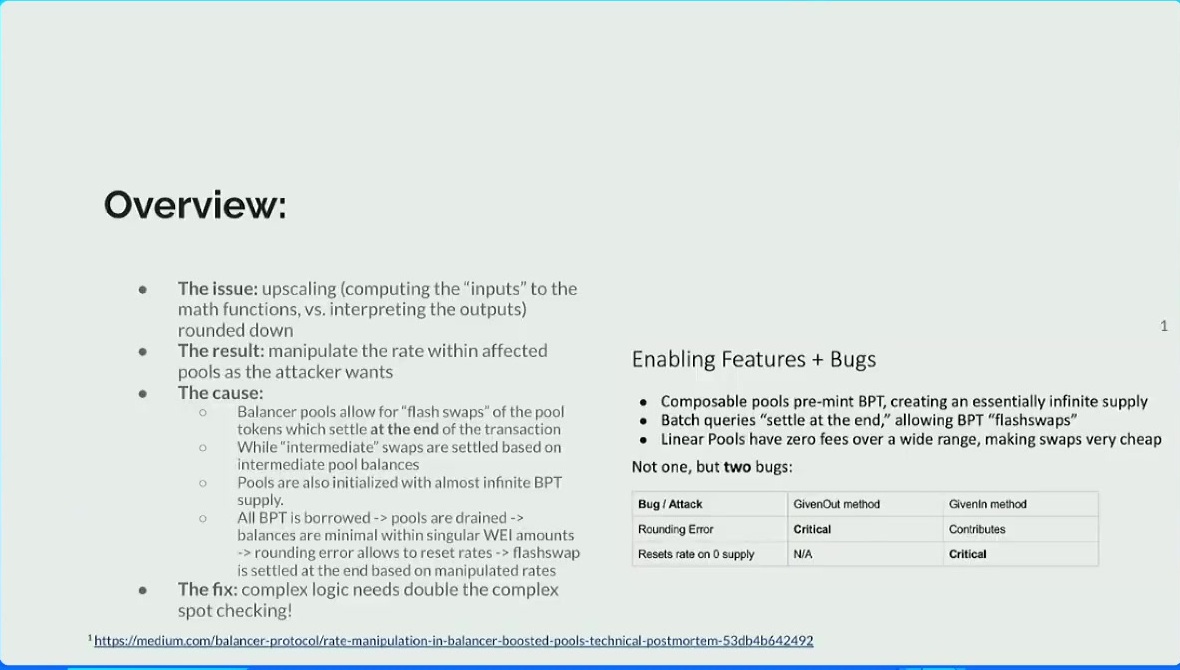 Overview:
● The issue: upscaling (computing the “inputs” to the
math functions, vs. interpreting the outputs)
rounded down
● The result: manipulate the rate within affected
pools as the attacker wants
● The cause:
○ Balancer pools allow for “flash swaps” of the pool
tokens which settle at the end of the transaction
○ While “intermediate” swaps are settled based on
intermediate pool balances
○ Pools are also initialized with almost infinite BPT
supply.
○ All BPT is borrowed -> pools are drained ->
balances are minimal within singular WEI amounts
-> rounding error allows to reset rates -> flashswap
is settled at the end based on manipulated rates
● The fix: complex logic needs double the complex
spot checking!
1
Enabling Features + Bugs
● Composable pools pre-mint BPT, creating an essentially infinite supply
● Batch queries “settle at the end,” allowing BPT “flashswaps”
● Linear Pools have zero fees over a wide range, making swaps very cheap
Not one, but two bugs:
Bug / Attack GivenOut method GivenIn method
Rounding Error Critical Contributes
Resets rate on 0 supply N/A Critical
1 https://medium.com/balancer-protocol/rate-manipulation-in-balancer-boosted-pools-technical-postmortem-53db4b642492